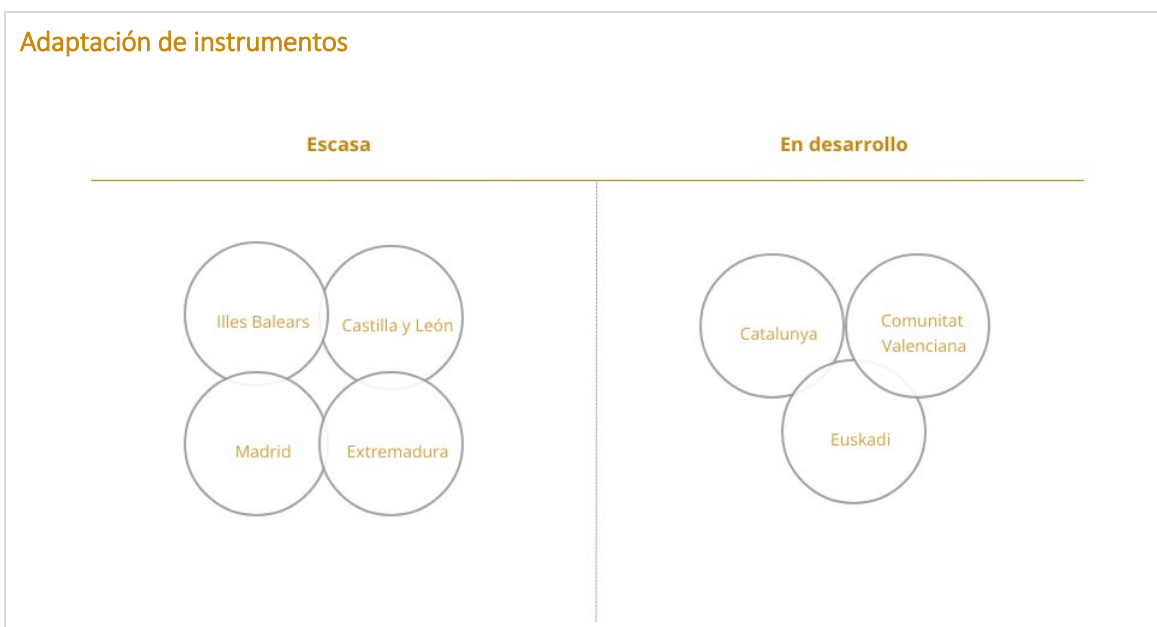 Adaptación de instrumentos
Escasa
En desarrollo
Illes Balears
Castilla y León
Madrid
Extremadura
Catalunya
Comunitat
Valenciana
Euskadi